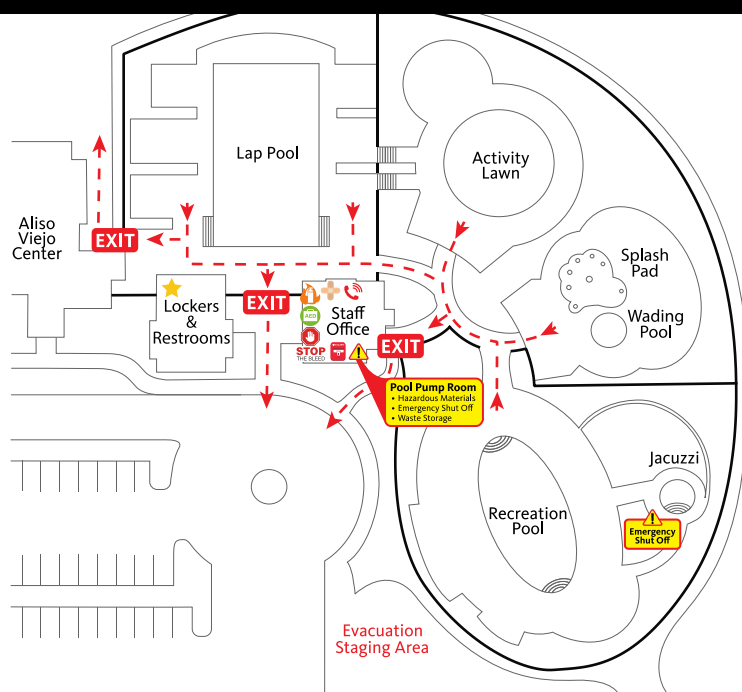 Lap Pool
Activity
Lawn
Aliso
Viejo
Center
EXIT
Splash
Pad
Wading
Pool
Lockers
&
Restrooms
EXIT
AED
Staff
Office
STOP
THE BLEED
EXIT
Pool Pump Room
• Hazardous Materials
• Emergency Shut Off
• Waste Storage
Jacuzzi
Recreation
Pool
Emergency
Shut Off
Evacuation
Staging Area